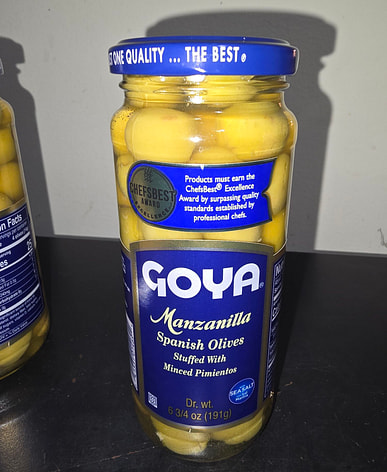 T ONE QUALITY ... THE BEST.
CHEFSBEST
AWARD
EXCELLENCE
Products must earn the
ChefsBest® Excellence
Award by surpassing quality
standards established by
professional chefs.
GOYA®
Manzanilla
Spanish Olives
Stuffed With
Minced Pimientos
SEA SALT
Dr. wt.
6 3/4 oz (191g)
n Facts